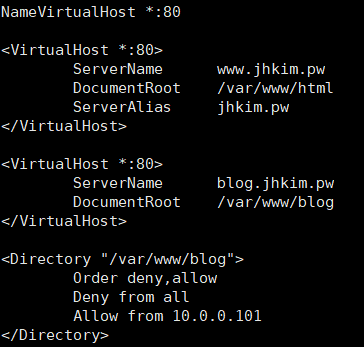 NameVirtualHost *:80
<VirtualHost *:80>
ServerName www.jhkim.pw
DocumentRoot /var/www/html
ServerAlias jhkim.pw
</VirtualHost>
<VirtualHost *:80>
ServerName blog.jhkim.pw
DocumentRoot /var/www/blog
</VirtualHost>
<Directory "/var/www/blog">
Order deny,allow
Deny from all
Allow from 10.0.0.101
</Directory>